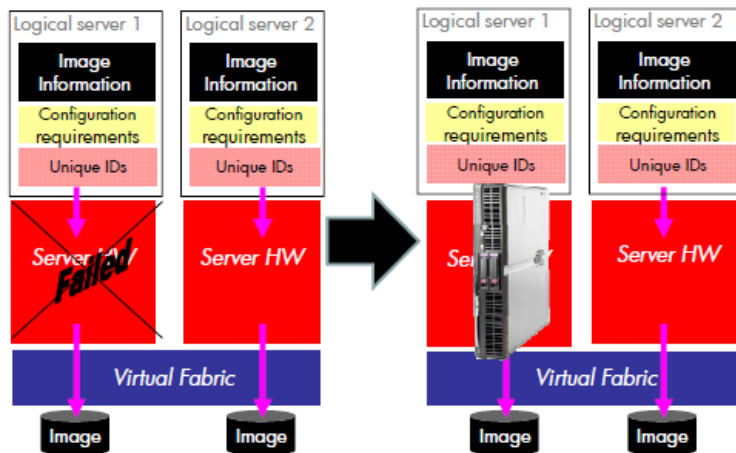 Logical server 1
Image
Information
Configuration
requirements
Unique IDs
Server HW
Failed
Logical server 2
Image
Information
Configuration
requirements
Unique IDs
Server HW
Virtual Fabric
Image
Image
Logical server 1
Image
Information
Configuration
requirements
Unique IDs
Logical server 2
Image
Information
Configuration
requirements
Unique IDs
Server HW
Virtual Fabric
Image
Image